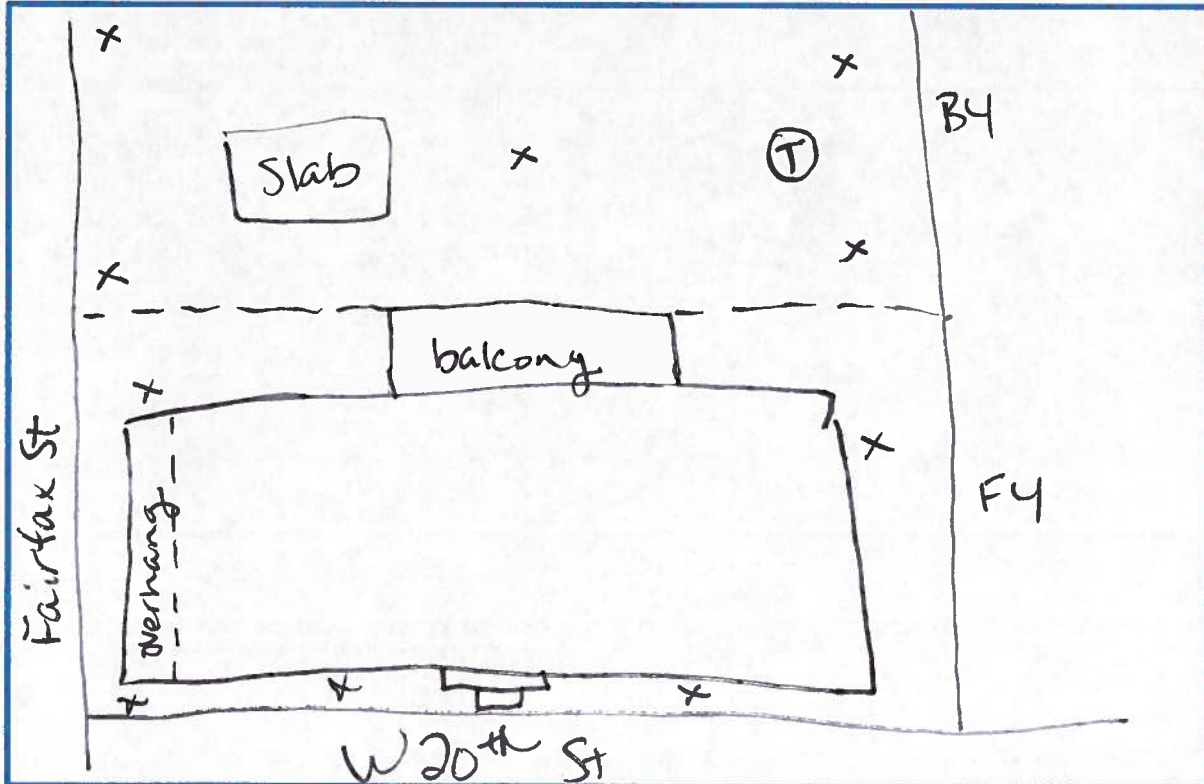 x
x
B4
Slab
x
T
x
x
balcony
x
x
Fairfax St
overhang
F4
x
x
x
W 20th St